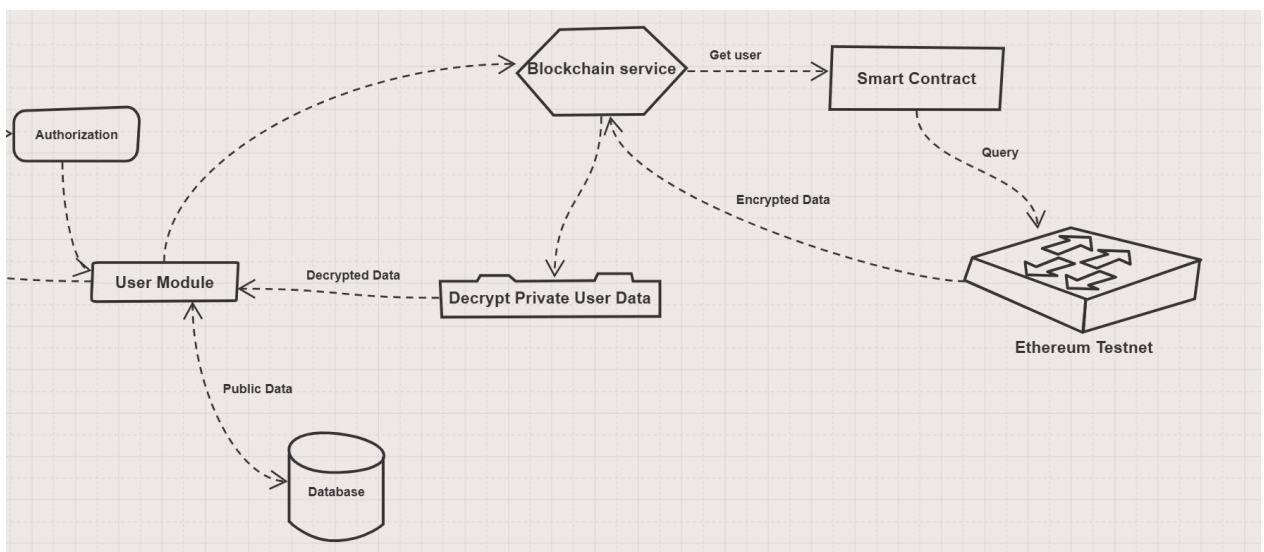 Blockchain service
Get user
Smart Contract
Authorization
Query
Encrypted Data
User Module
Decrypted Data
Decrypt Private User Data
Ethereum Testnet
Public Data
Database